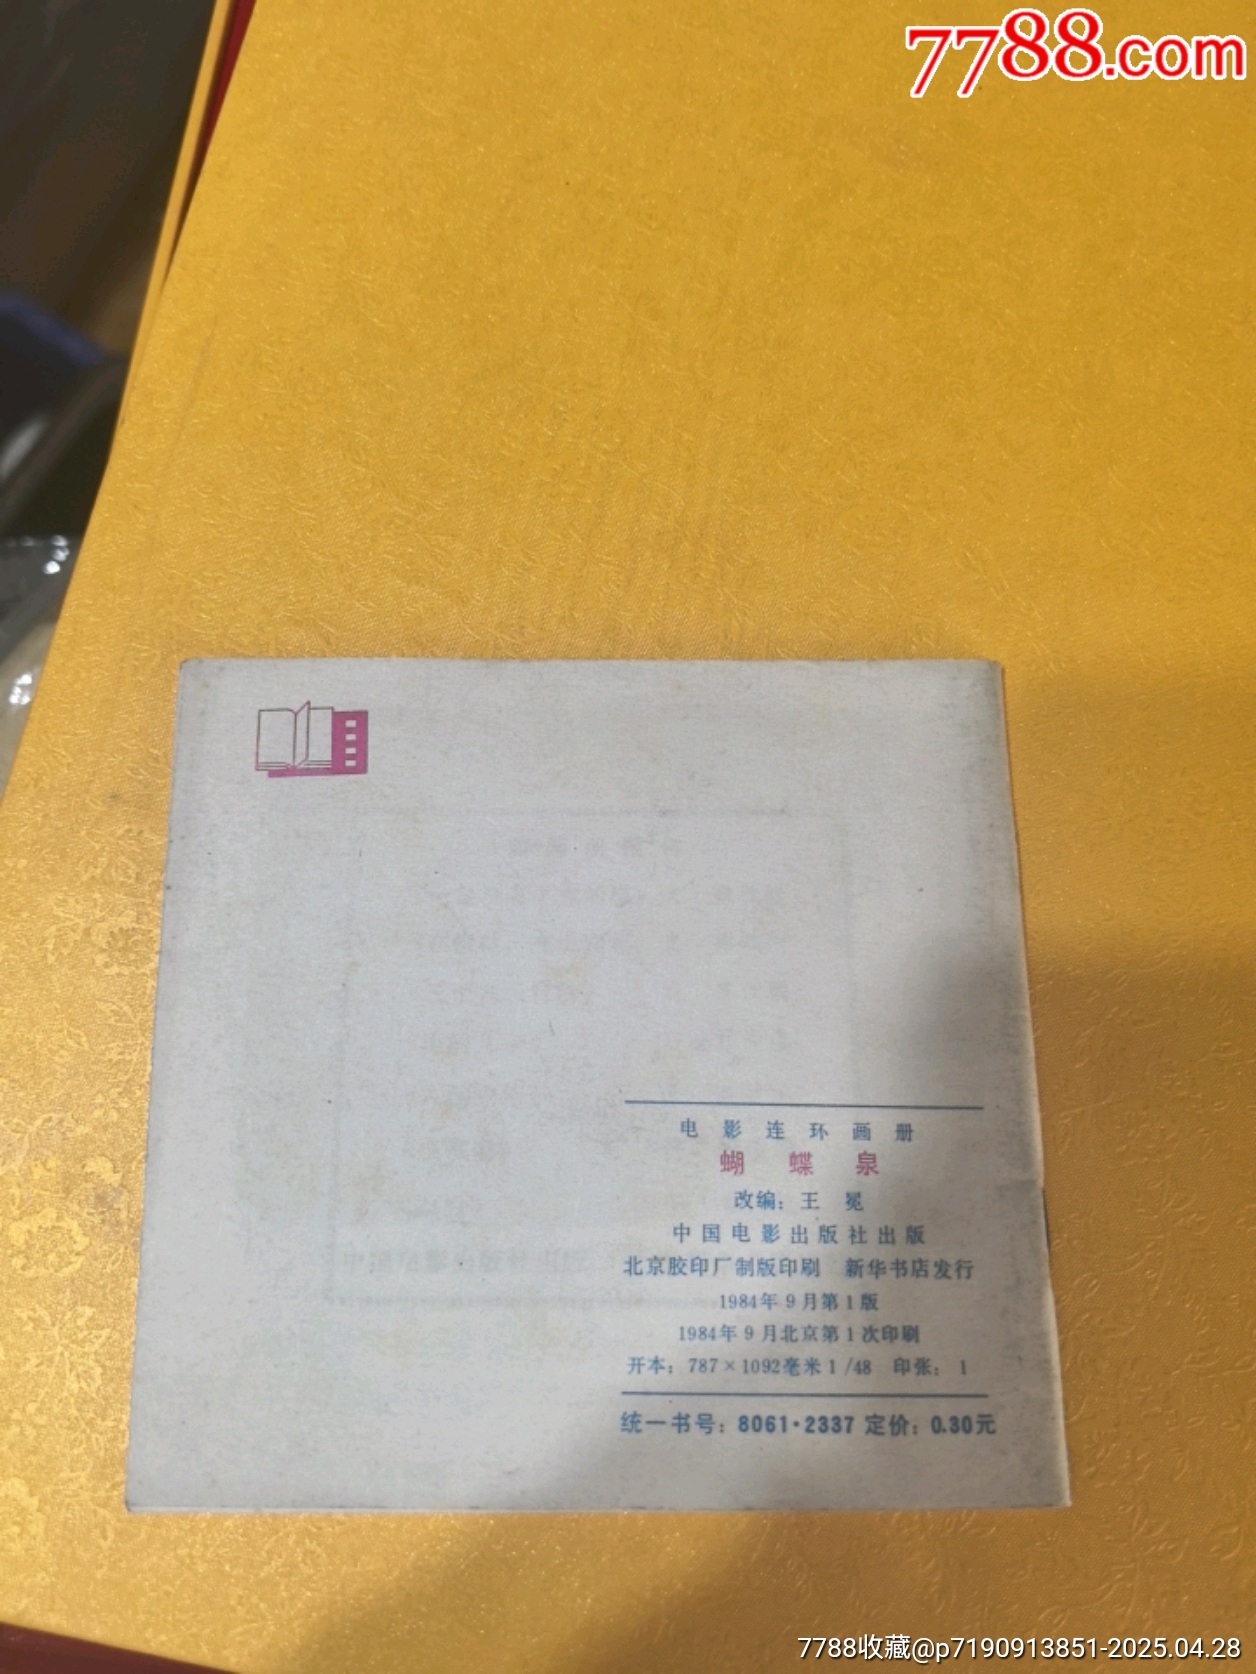 7788.com
电影连环画册
蝴蝶泉
改编：王冕
中国电影出版社出版
北京胶印厂制版印刷 新华书店发行
1984年9月第1版
1984年9月北京第1次印刷
开本：787×1092毫米1/48 印张：1
统一书号：8061·2337 定价：0.30元
7788收藏@p7190913851-2025.04.28